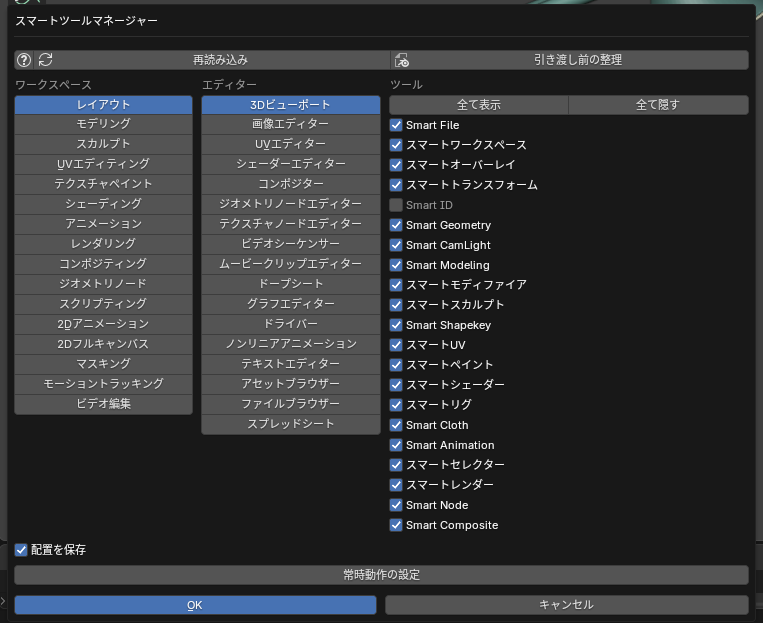 スマートツールマネージャー
再読み込み
引き渡し前の整理
ワークスペース
レイアウト
モデリング
スカルプト
UVエディティング
テクスチャペイント
シェーディング
アニメーション
レンダリング
コンポジティング
ジオメトリノード
スクリプティング
2Dアニメーション
2Dフルキャンバス
マスキング
モーショントラッキング
ビデオ編集
エディター
3Dビューポート
画像エディター
UVエディター
シェーダーエディター
コンポジター
ジオメトリノードエディター
テクスチャノードエディター
ビデオシーケンサー
ムービークリップエディター
ドープシート
グラフエディター
ドライバー
ノンリニアアニメーション
テキストエディター
アセットブラウザー
ファイルブラウザー
スプレッドシート
ツール
全て表示
全て隠す
Smart File
スマートワークスペース
スマートオーバーレイ
スマートトランスフォーム
Smart ID
Smart Geometry
Smart CamLight
Smart Modeling
スマートモディファイア
スマートスカルプト
Smart Shapekey
スマートUV
スマートペイント
スマートシェーダー
スマートリグ
Smart Cloth
Smart Animation
スマートセレクター
スマートレンダー
Smart Node
Smart Composite
配置を保存
常時動作の設定
OK
キャンセル